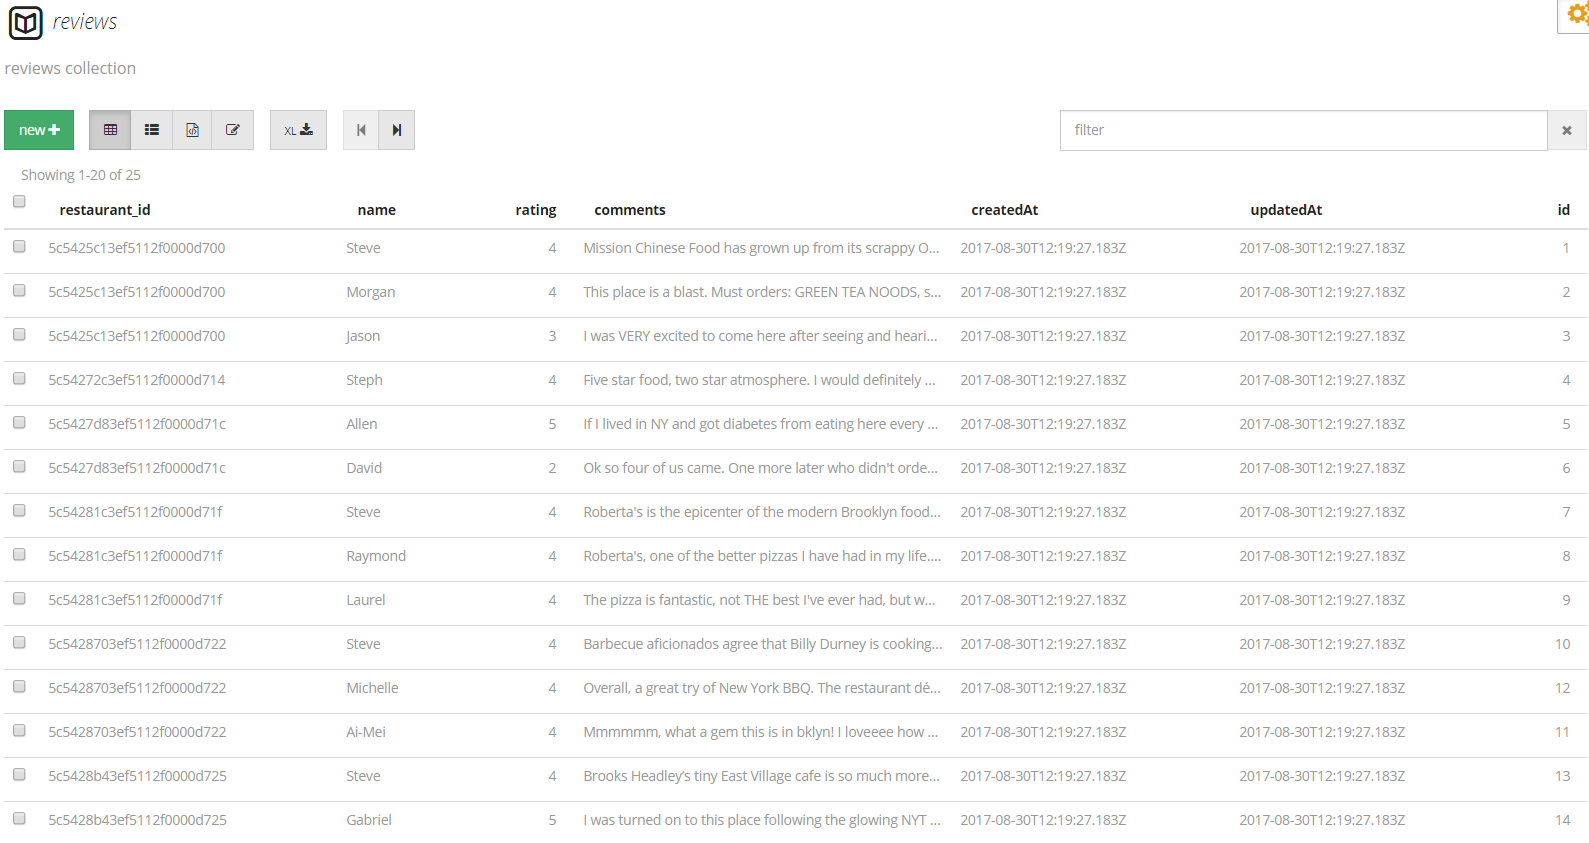 reviews
reviews collection
new
XL
filter
Showing 1-20 of 25
restaurant_id name rating comments createdAt updatedAt id
5c5425c13ef5112f0000d700 Steve 4 Mission Chinese Food has grown up from its scrappy O... 2017-08-30T12:19:27.183Z 2017-08-30T12:19:27.183Z 1
5c5425c13ef5112f0000d700 Morgan 4 This place is a blast. Must orders: GREEN TEA NOODS, s... 2017-08-30T12:19:27.183Z 2017-08-30T12:19:27.183Z 2
5c5425c13ef5112f0000d700 Jason 3 I was VERY excited to come here after seeing and heari... 2017-08-30T12:19:27.183Z 2017-08-30T12:19:27.183Z 3
5c54272c3ef5112f0000d714 Steph 4 Five star food, two star atmosphere. I would definitely ... 2017-08-30T12:19:27.183Z 2017-08-30T12:19:27.183Z 4
5c5427d83ef5112f0000d71c Allen 5 If I lived in NY and got diabetes from eating here every ... 2017-08-30T12:19:27.183Z 2017-08-30T12:19:27.183Z 5
5c5427d83ef5112f0000d71c David 2 Ok so four of us came. One more later who didn't orde... 2017-08-30T12:19:27.183Z 2017-08-30T12:19:27.183Z 6
5c54281c3ef5112f0000d71f Steve 4 Roberta's is the epicenter of the modern Brooklyn food... 2017-08-30T12:19:27.183Z 2017-08-30T12:19:27.183Z 7
5c54281c3ef5112f0000d71f Raymond 4 Roberta's, one of the better pizzas I have had in my life.... 2017-08-30T12:19:27.183Z 2017-08-30T12:19:27.183Z 8
5c54281c3ef5112f0000d71f Laurel 4 The pizza is fantastic, not THE best I've ever had, but w... 2017-08-30T12:19:27.183Z 2017-08-30T12:19:27.183Z 9
5c5428703ef5112f0000d722 Steve 4 Barbecue aficionados agree that Billy Durney is cooking... 2017-08-30T12:19:27.183Z 2017-08-30T12:19:27.183Z 10
5c5428703ef5112f0000d722 Michelle 4 Overall, a great try of New York BBQ. The restaurant dé... 2017-08-30T12:19:27.183Z 2017-08-30T12:19:27.183Z 12
5c5428703ef5112f0000d722 Ai-Mei 4 Mmmmmm, what a gem this is in bklyn! I loveeee how ... 2017-08-30T12:19:27.183Z 2017-08-30T12:19:27.183Z 11
5c5428b43ef5112f0000d725 Steve 4 Brooks Headley’s tiny East Village cafe is so much more... 2017-08-30T12:19:27.183Z 2017-08-30T12:19:27.183Z 13
5c5428b43ef5112f0000d725 Gabriel 5 I was turned on to this place following the glowing NYT ... 2017-08-30T12:19:27.183Z 2017-08-30T12:19:27.183Z 14